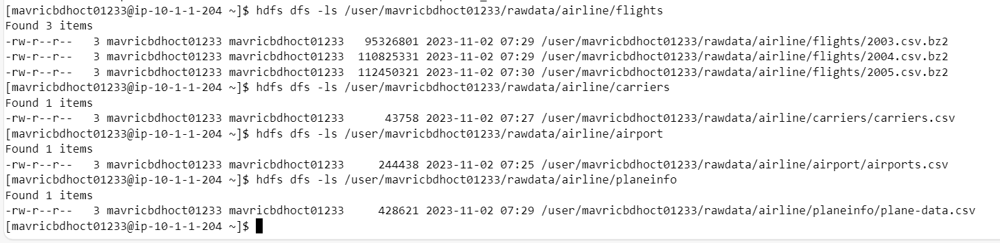 [mavricbdhoct01233@ip-10-1-1-204 ~]$ hdfs dfs -ls /user/mavricbdhoct01233/rawdata/airline/flights
Found 3 items
-rw-r--r--   3 mavricbdhoct01233 mavricbdhoct01233   95326801 2023-11-02 07:29 /user/mavricbdhoct01233/rawdata/airline/flights/2003.csv.bz2
-rw-r--r--   3 mavricbdhoct01233 mavricbdhoct01233  110825331 2023-11-02 07:29 /user/mavricbdhoct01233/rawdata/airline/flights/2004.csv.bz2
-rw-r--r--   3 mavricbdhoct01233 mavricbdhoct01233  112450321 2023-11-02 07:30 /user/mavricbdhoct01233/rawdata/airline/flights/2005.csv.bz2
[mavricbdhoct01233@ip-10-1-1-204 ~]$ hdfs dfs -ls /user/mavricbdhoct01233/rawdata/airline/carriers
Found 1 items
-rw-r--r--   3 mavricbdhoct01233 mavricbdhoct01233      43758 2023-11-02 07:27 /user/mavricbdhoct01233/rawdata/airline/carriers/carriers.csv
[mavricbdhoct01233@ip-10-1-1-204 ~]$ hdfs dfs -ls /user/mavricbdhoct01233/rawdata/airline/airport
Found 1 items
-rw-r--r--   3 mavricbdhoct01233 mavricbdhoct01233     244438 2023-11-02 07:25 /user/mavricbdhoct01233/rawdata/airline/airport/airports.csv
[mavricbdhoct01233@ip-10-1-1-204 ~]$ hdfs dfs -ls /user/mavricbdhoct01233/rawdata/airline/planeinfo
Found 1 items
-rw-r--r--   3 mavricbdhoct01233 mavricbdhoct01233     428621 2023-11-02 07:29 /user/mavricbdhoct01233/rawdata/airline/planeinfo/plane-data.csv
[mavricbdhoct01233@ip-10-1-1-204 ~]$